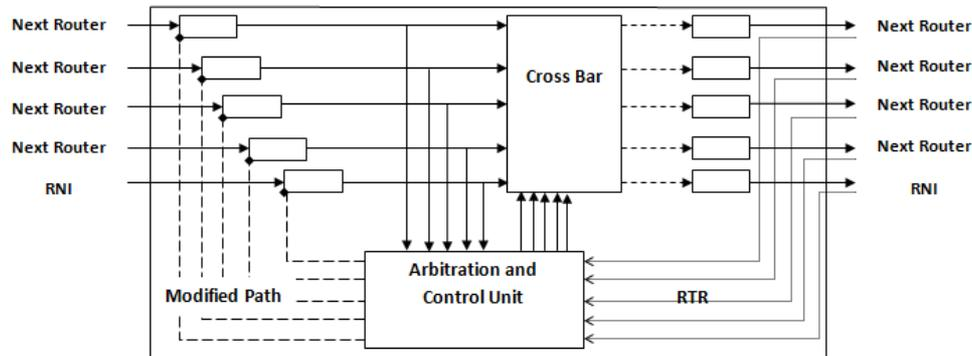 Next Router
Next Router
Next Router
Next Router
RNI
Cross Bar
Next Router
Next Router
Next Router
Next Router
RNI
Arbitration and
Control Unit
Modified Path
RTR